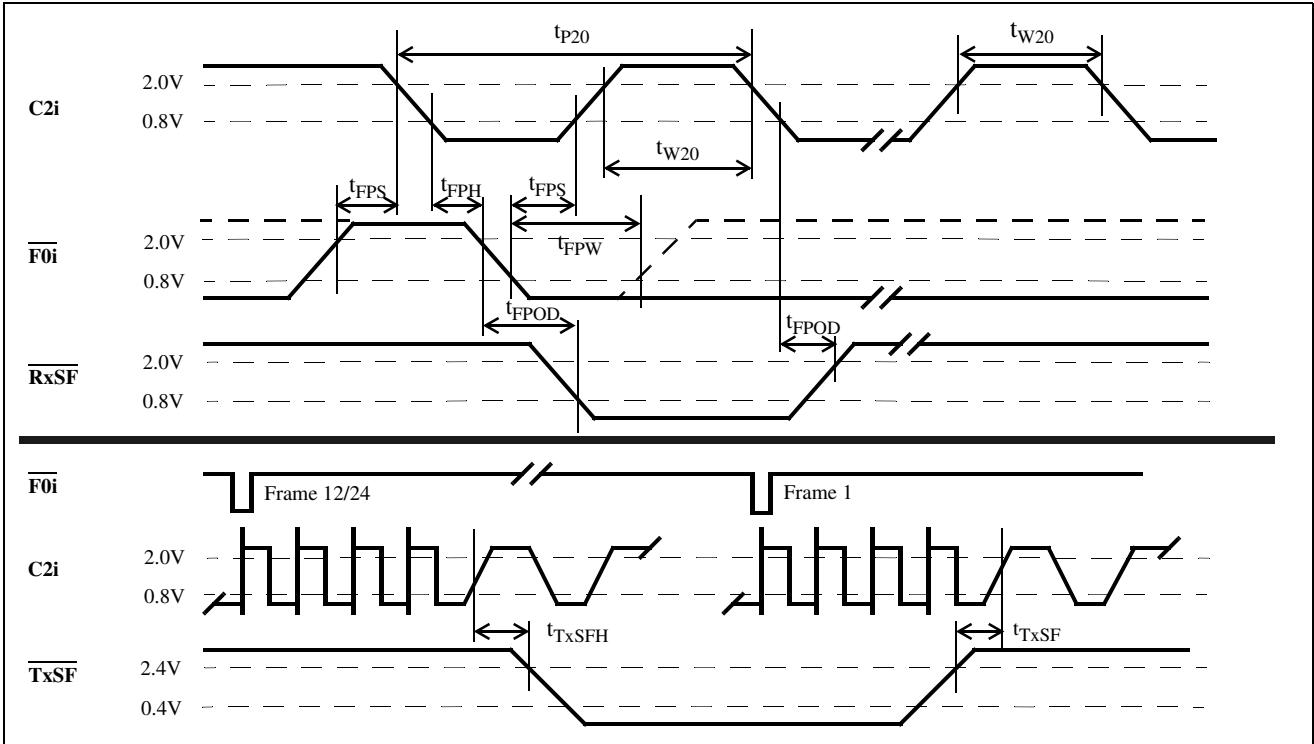 tP20
tW20
2.0V
C2i
0.8V
tW20
tFPS
tFPH
tFPS
2.0V
tFPW
F0i
0.8V
tFPOD
tFPOD
2.0V
RxSF
0.8V
F0i
Frame 12/24
Frame 1
2.0V
C2i
0.8V
tTxSFH
tTxSF
2.4V
TxSF
0.4V